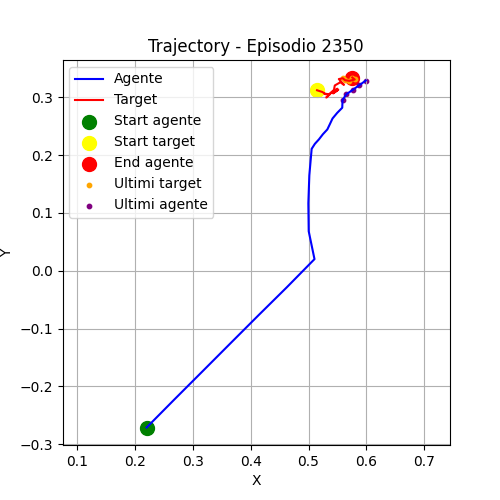 Trajectory - Episodio 2350
Agente
Target
Start agente
Start target
End agente
Ultimi target
Ultimi agente
0.3
0.2
0.1
0.0
−0.1
−0.2
−0.3
Y
0.1 0.2 0.3 0.4 0.5 0.6 0.7
X